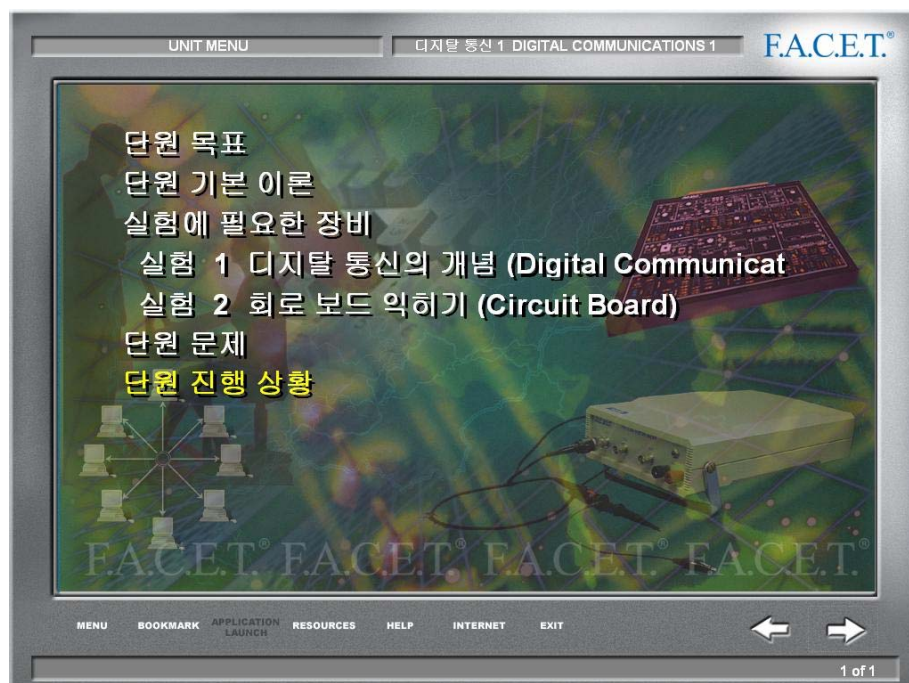 UNIT MENU
디지탈 통신 1 DIGITAL COMMUNICATIONS 1
F.A.C.E.T.®
단원 목표
단원 기본 이론
실험에 필요한 장비
실험 1 디지탈 통신의 개념 (Digital Communicat
실험 2 회로 보드 익히기 (Circuit Board)
단원 문제
단원 진행 상황
F.A.C.E.T.® F.A.C.E.T.® F.A.C.E.T.® F.A.C.E.T.®
MENU BOOKMARK APPLICATION LAUNCH RESOURCES HELP INTERNET EXIT
1 of 1